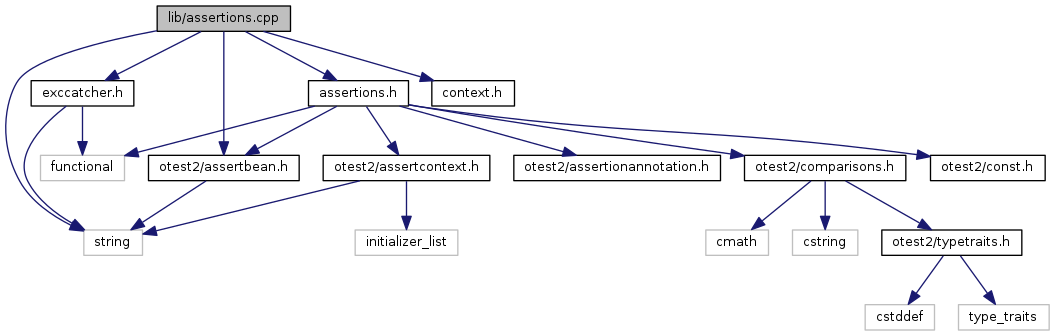 lib/assertions.cpp
exccatcher.h
assertions.h
context.h
functional
otest2/assertbean.h
otest2/assertcontext.h
otest2/assertionannotation.h
otest2/comparisons.h
otest2/const.h
string
initializer_list
cmath
cstring
otest2/typetraits.h
cstddef
type_traits